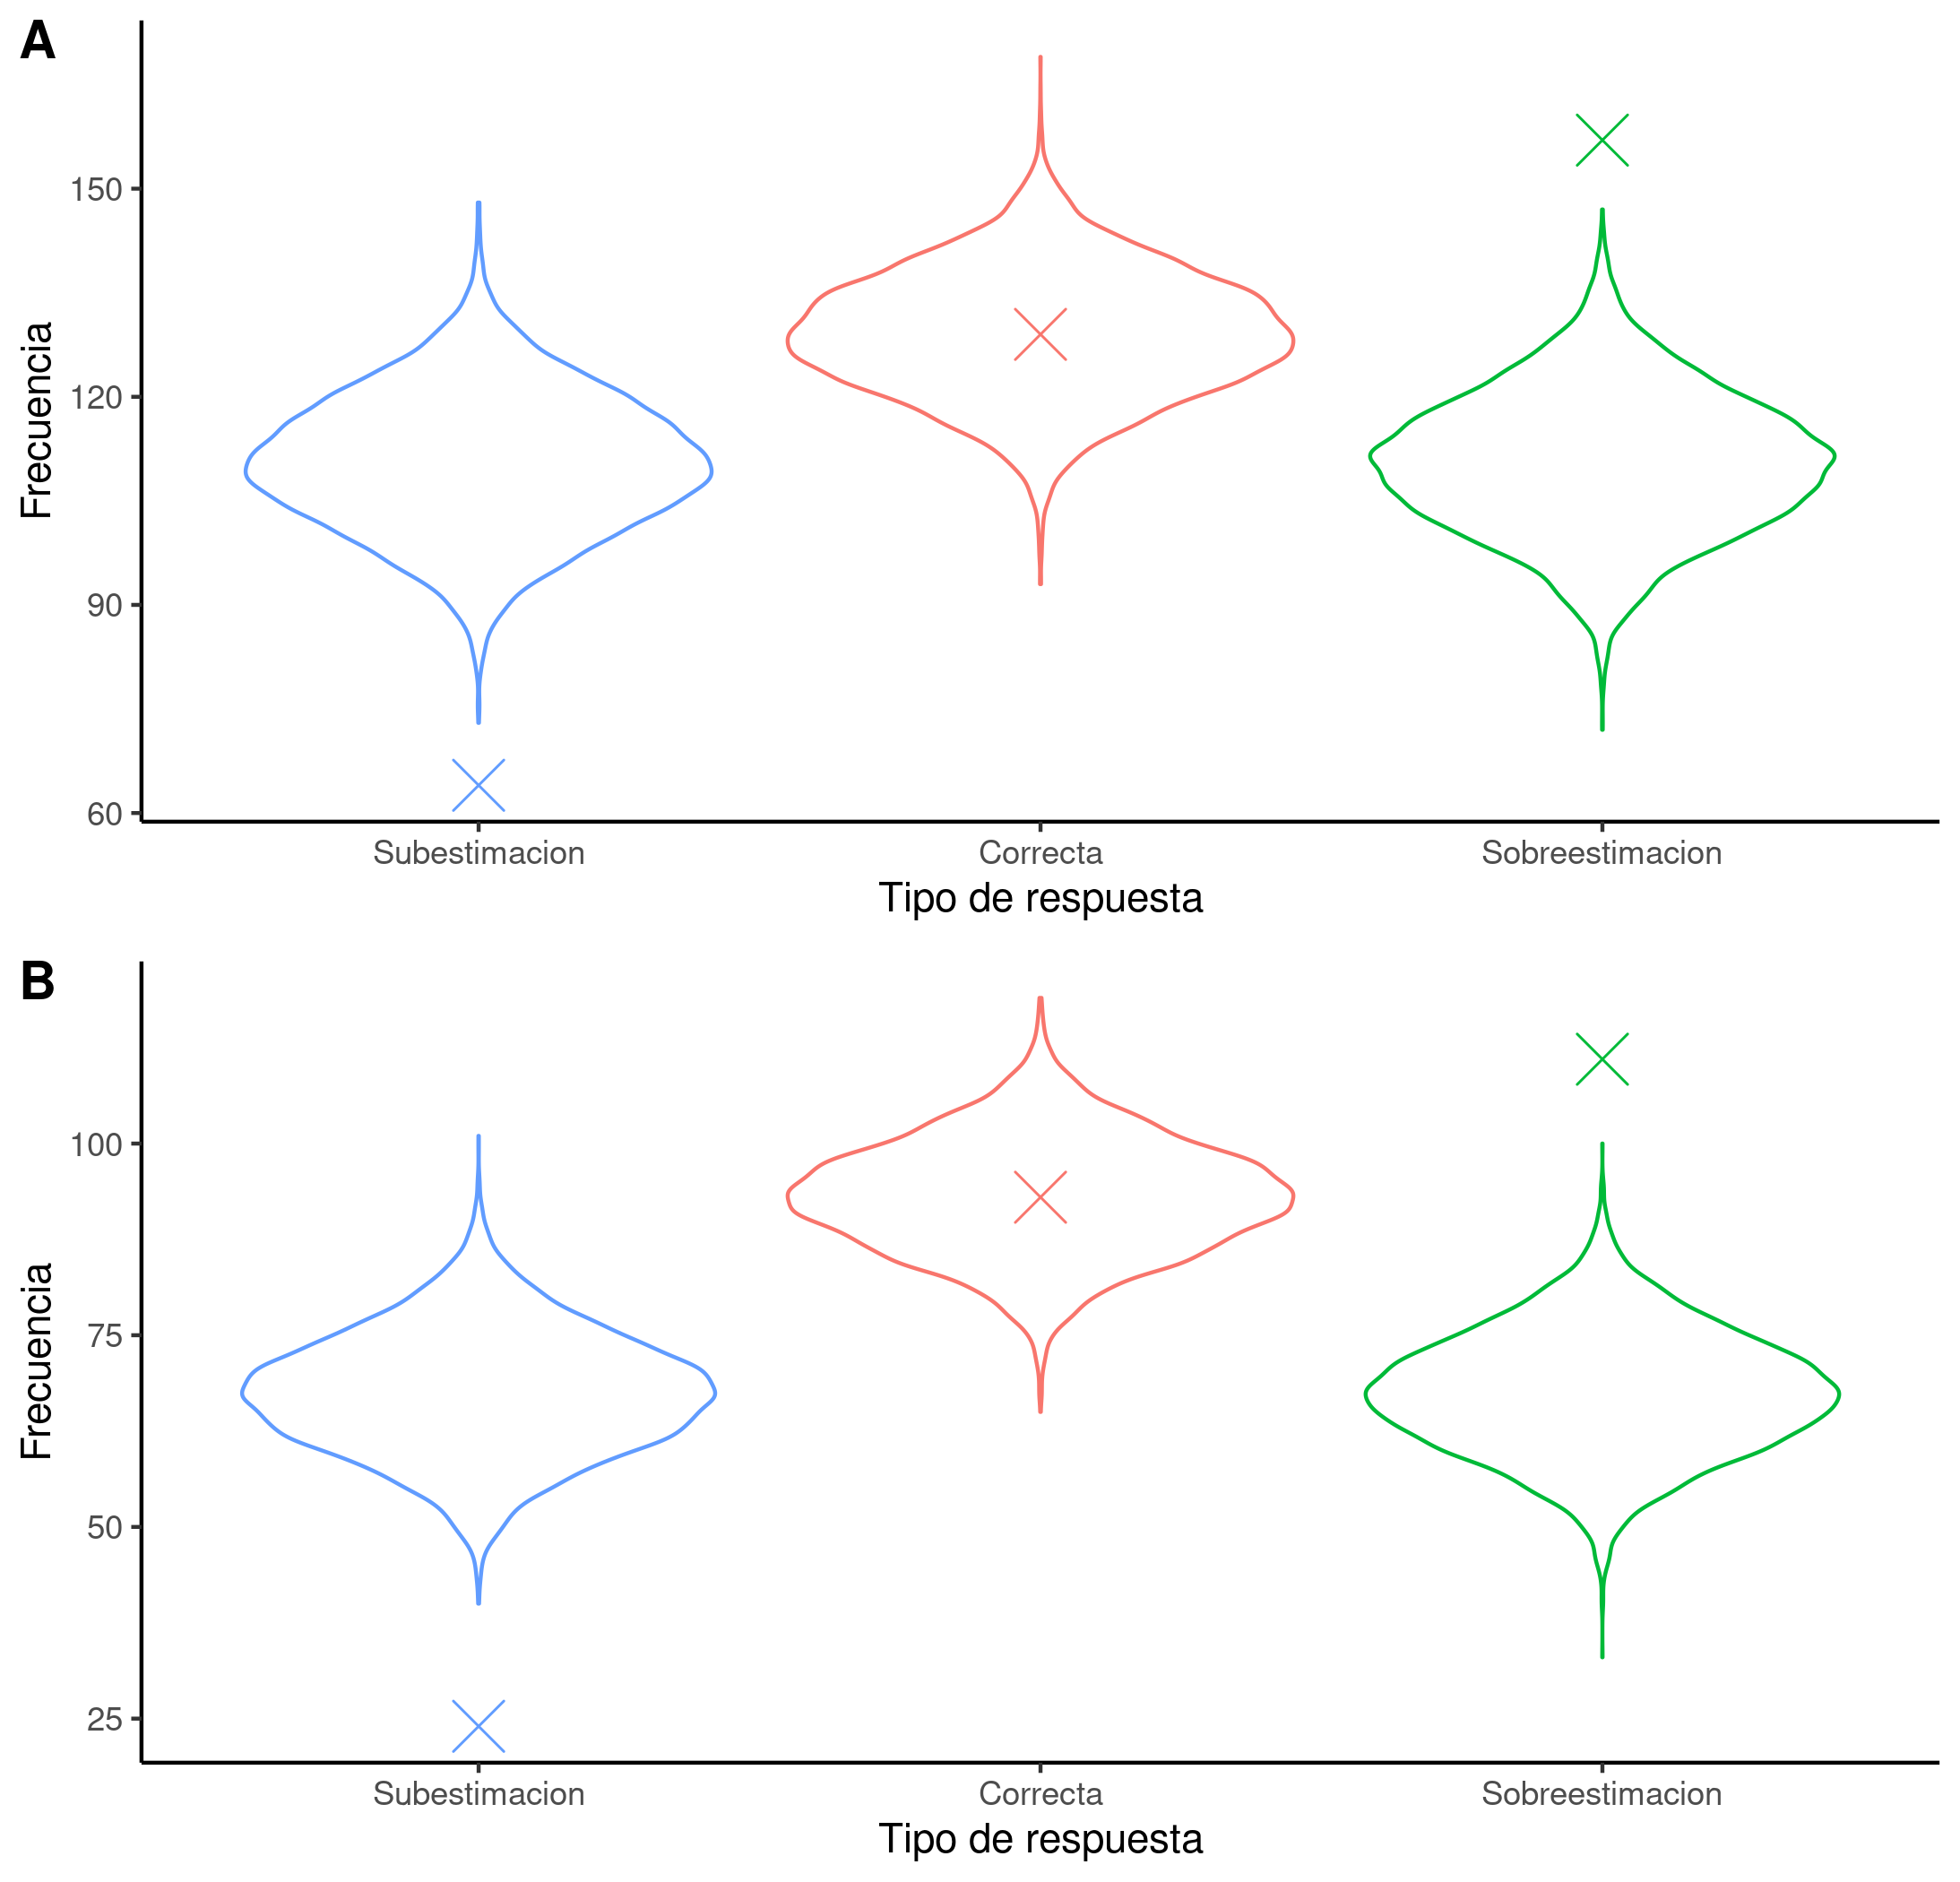 A
Frecuencia
150
120
90
60
Subestimacion Correcta Sobreestimacion
Tipo de respuesta
B
Frecuencia
100
75
50
25
Subestimacion Correcta Sobreestimacion
Tipo de respuesta